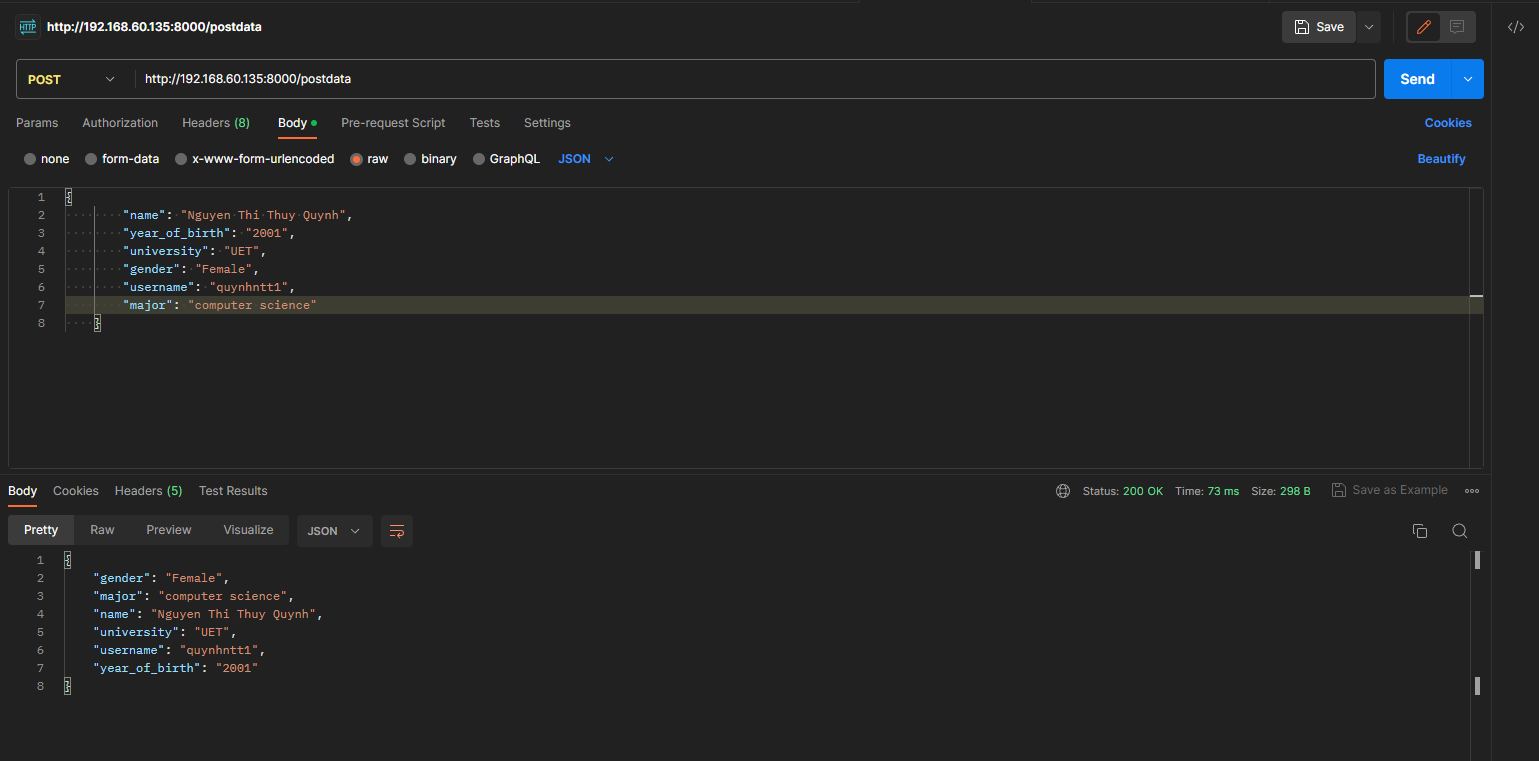 HTTP http://192.168.60.135:8000/postdata Save
POST http://192.168.60.135:8000/postdata Send
Params Authorization Headers (8) Body Pre-request Script Tests Settings Cookies
none form-data x-www-form-urlencoded raw binary GraphQL JSON Beautify
1 {
2 "name": "Nguyen Thi Thuy Quynh",
3 "year_of_birth": "2001",
4 "university": "UET",
5 "gender": "Female",
6 "username": "quynhntt1",
7 "major": "computer science"
8 }
Body Cookies Headers (5) Test Results Status: 200 OK Time: 73 ms Size: 298 B Save as Example
Pretty Raw Preview Visualize JSON
1 {
2 "gender": "Female",
3 "major": "computer science",
4 "name": "Nguyen Thi Thuy Quynh",
5 "university": "UET",
6 "username": "quynhntt1",
7 "year_of_birth": "2001"
8 }